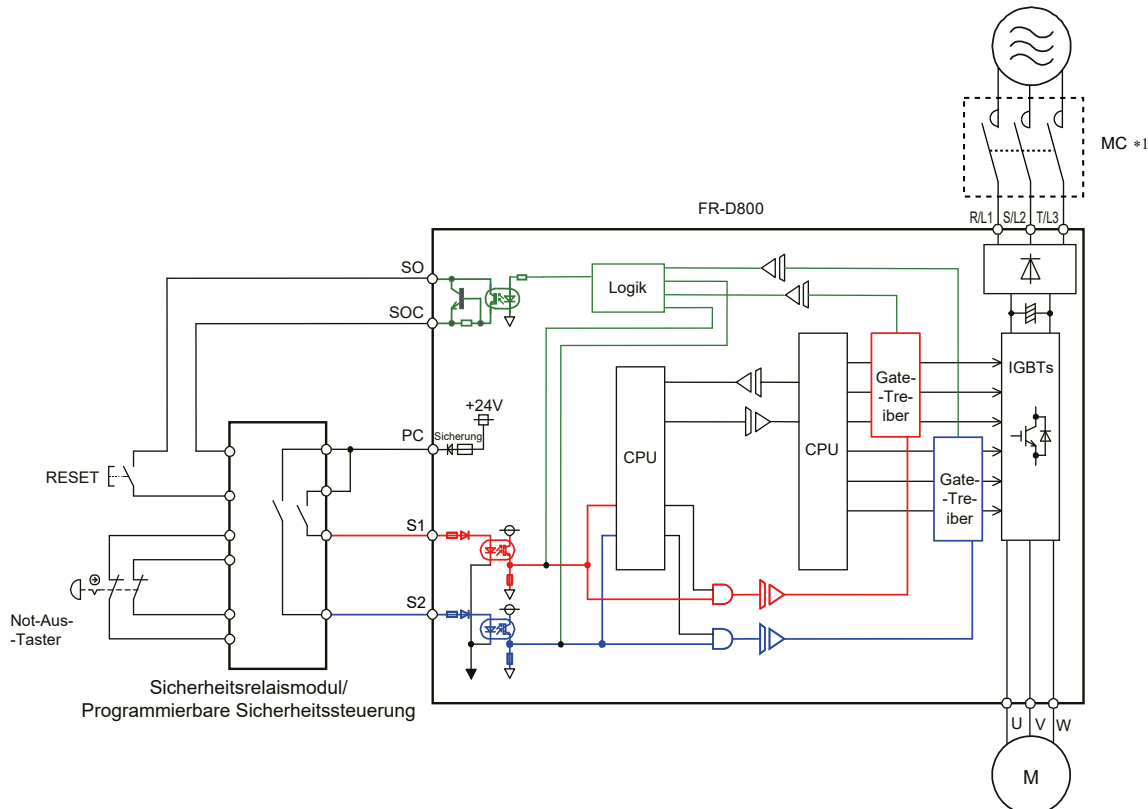 MC *1
FR-D800
R/L1 S/L2 T/L3
SO
Logik
SOC
IGBTs
Gate-
-Tre-
iber
+24V
PC
Sicherung
CPU
CPU
RESET
Gate-
-Tre-
iber
S1
S2
Not-Aus-
-Taster
Sicherheitsrelaismodul/
Programmierbare Sicherheitssteuerung
U V W
M